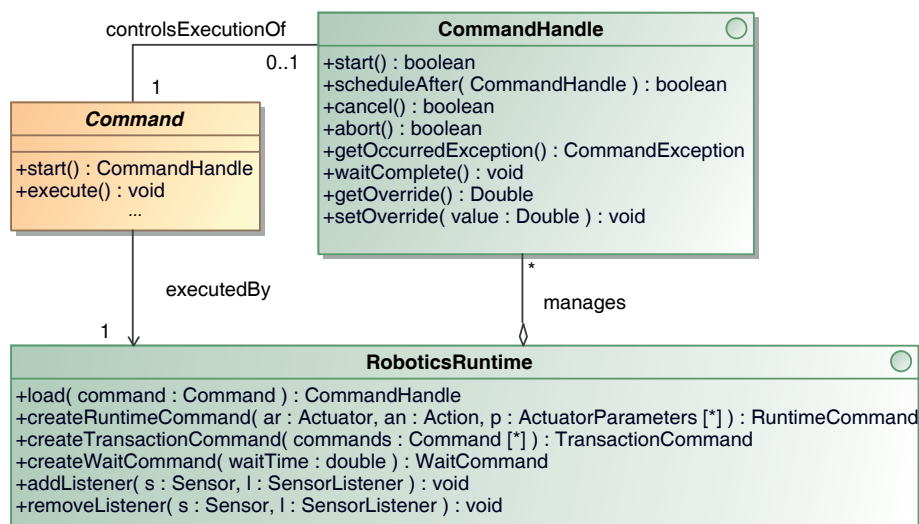 controlsExecutionOf
0..1
1
CommandHandle
+start() : boolean
+scheduleAfter( CommandHandle ) : boolean
+cancel() : boolean
+abort() : boolean
+getOccurredException() : CommandException
+waitComplete() : void
+getOverride() : Double
+setOverride( value : Double ) : void
Command
+start() : CommandHandle
+execute() : void
...
executedBy
1
*
manages
RoboticsRuntime
+load( command : Command ) : CommandHandle
+createRuntimeCommand( ar : Actuator, an : Action, p : ActuatorParameters [*] ) : RuntimeCommand
+createTransactionCommand( commands : Command [*] ) : TransactionCommand
+createWaitCommand( waitTime : double ) : WaitCommand
+addListener( s : Sensor, l : SensorListener ) : void
+removeListener( s : Sensor, l : SensorListener ) : void